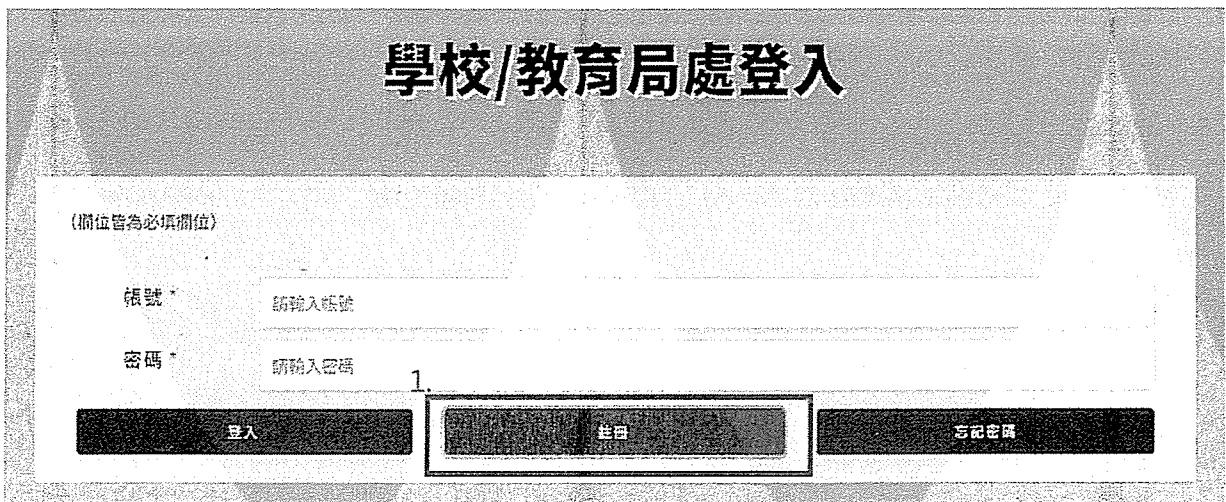 學校/教育局處登入
(欄位皆為必填欄位)
帳號 *
請輸入帳號
密碼 *
請輸入密碼
1.
登入
註冊
忘記密碼